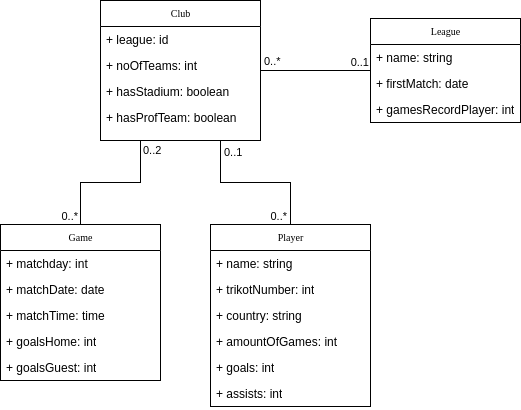 Club
+ league: id
+ noOfTeams: int
+ hasStadium: boolean
+ hasProfTeam: boolean
0..*
0..1
League
+ name: string
+ firstMatch: date
+ gamesRecordPlayer: int
0..2
0..1
0..*
0..*
Game
+ matchday: int
+ matchDate: date
+ matchTime: time
+ goalsHome: int
+ goalsGuest: int
Player
+ name: string
+ trikotNumber: int
+ country: string
+ amountOfGames: int
+ goals: int
+ assists: int